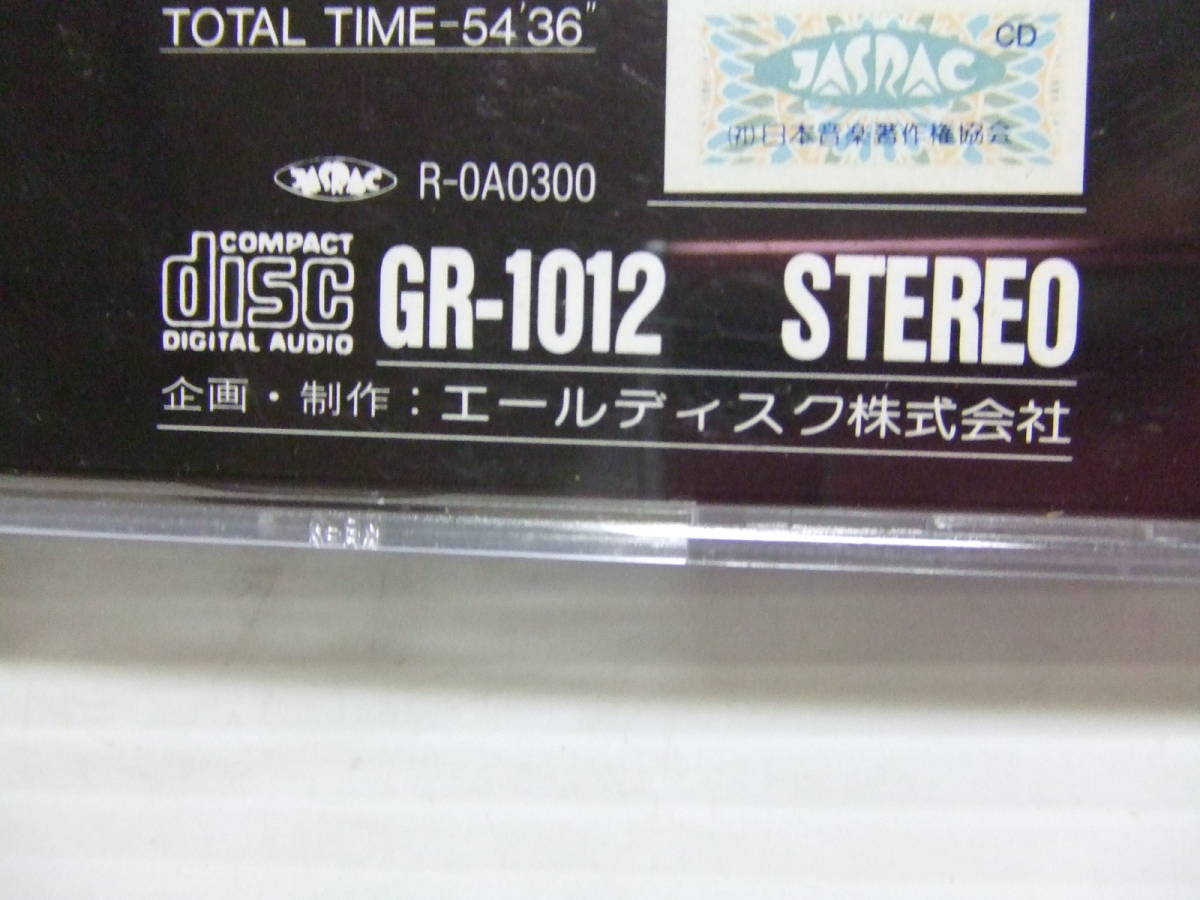 TOTAL TIME-54'36"
JASRAC CD
(社)日本音楽著作権協会
JASRAC R-0A0300
COMPACT
disc
DIGITAL AUDIO
GR-1012 STEREO
企画・制作：エールディスク株式会社